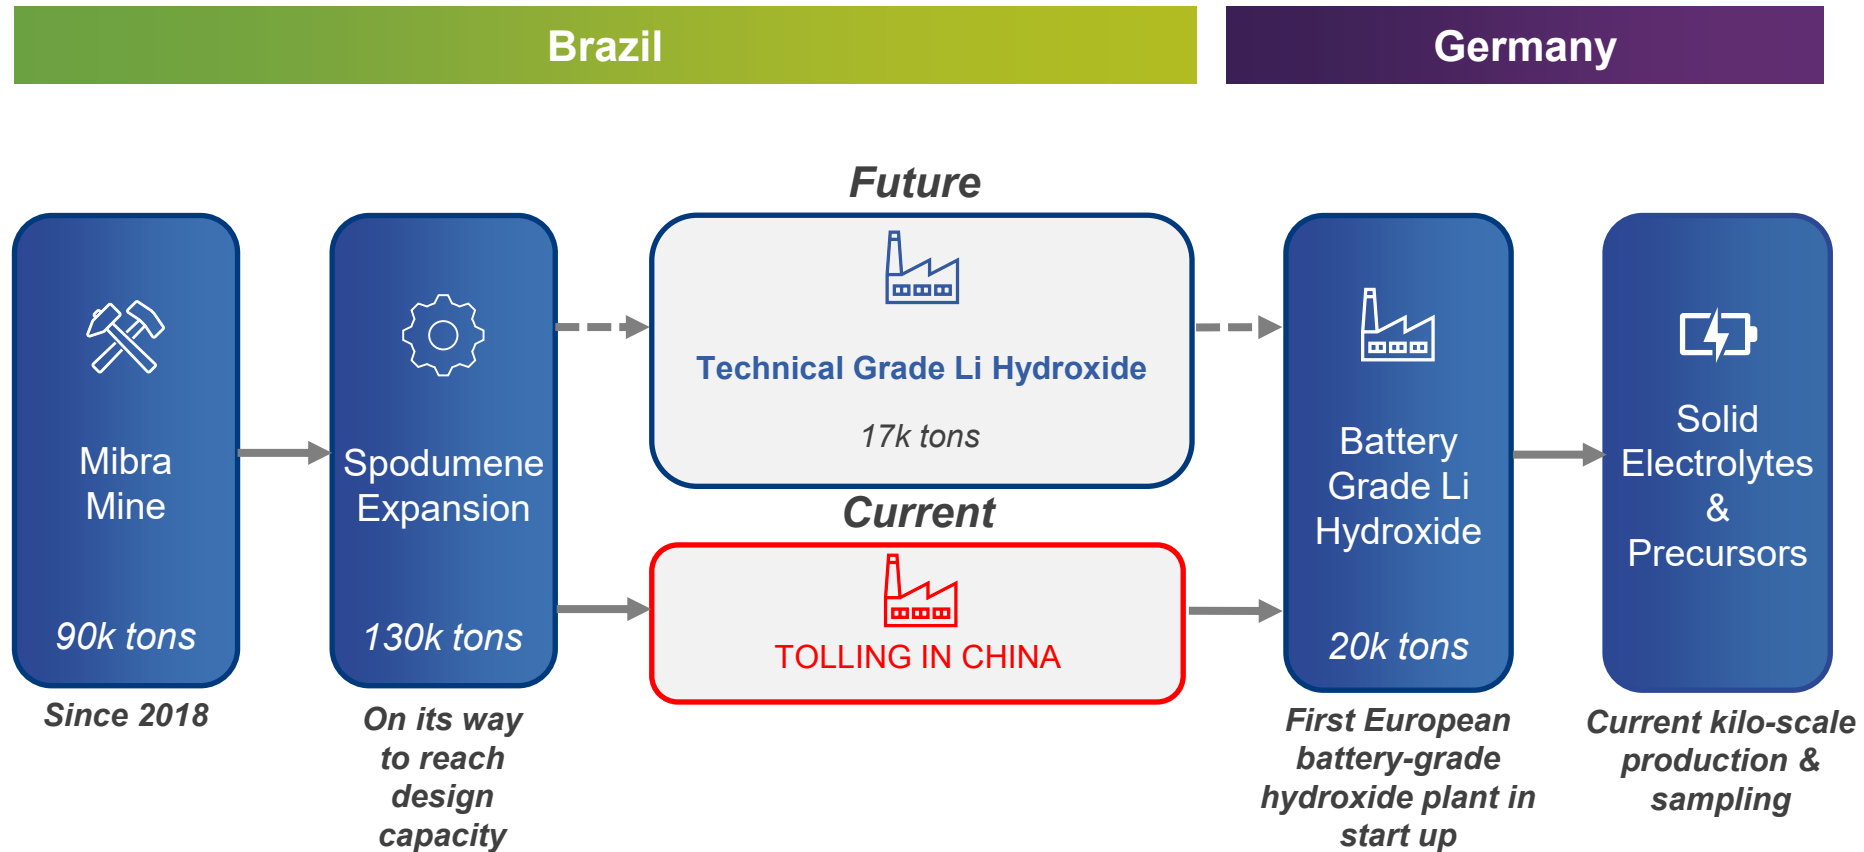 Brazil
Germany
Mibra
Mine
90k tons
Since 2018
Spodumene
Expansion
130k tons
On its way
to reach
design
capacity
Future
Technical Grade Li Hydroxide
17k tons
Current
TOLLING IN CHINA
Battery
Grade Li
Hydroxide
20k tons
First European
battery-grade
hydroxide plant in
start up
Solid
Electrolytes
&
Precursors
Current kilo-scale
production &
sampling